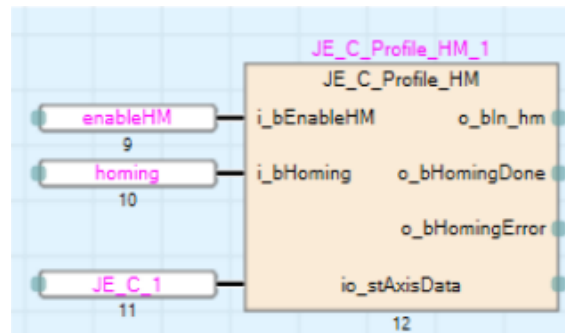 JE_C_Profile_HM_1
JE_C_Profile_HM
enableHM i_bEnableHM o_bIn_hm
9
homing i_bHoming o_bHomingDone
10
o_bHomingError
JE_C_1 io_stAxisData
11 12